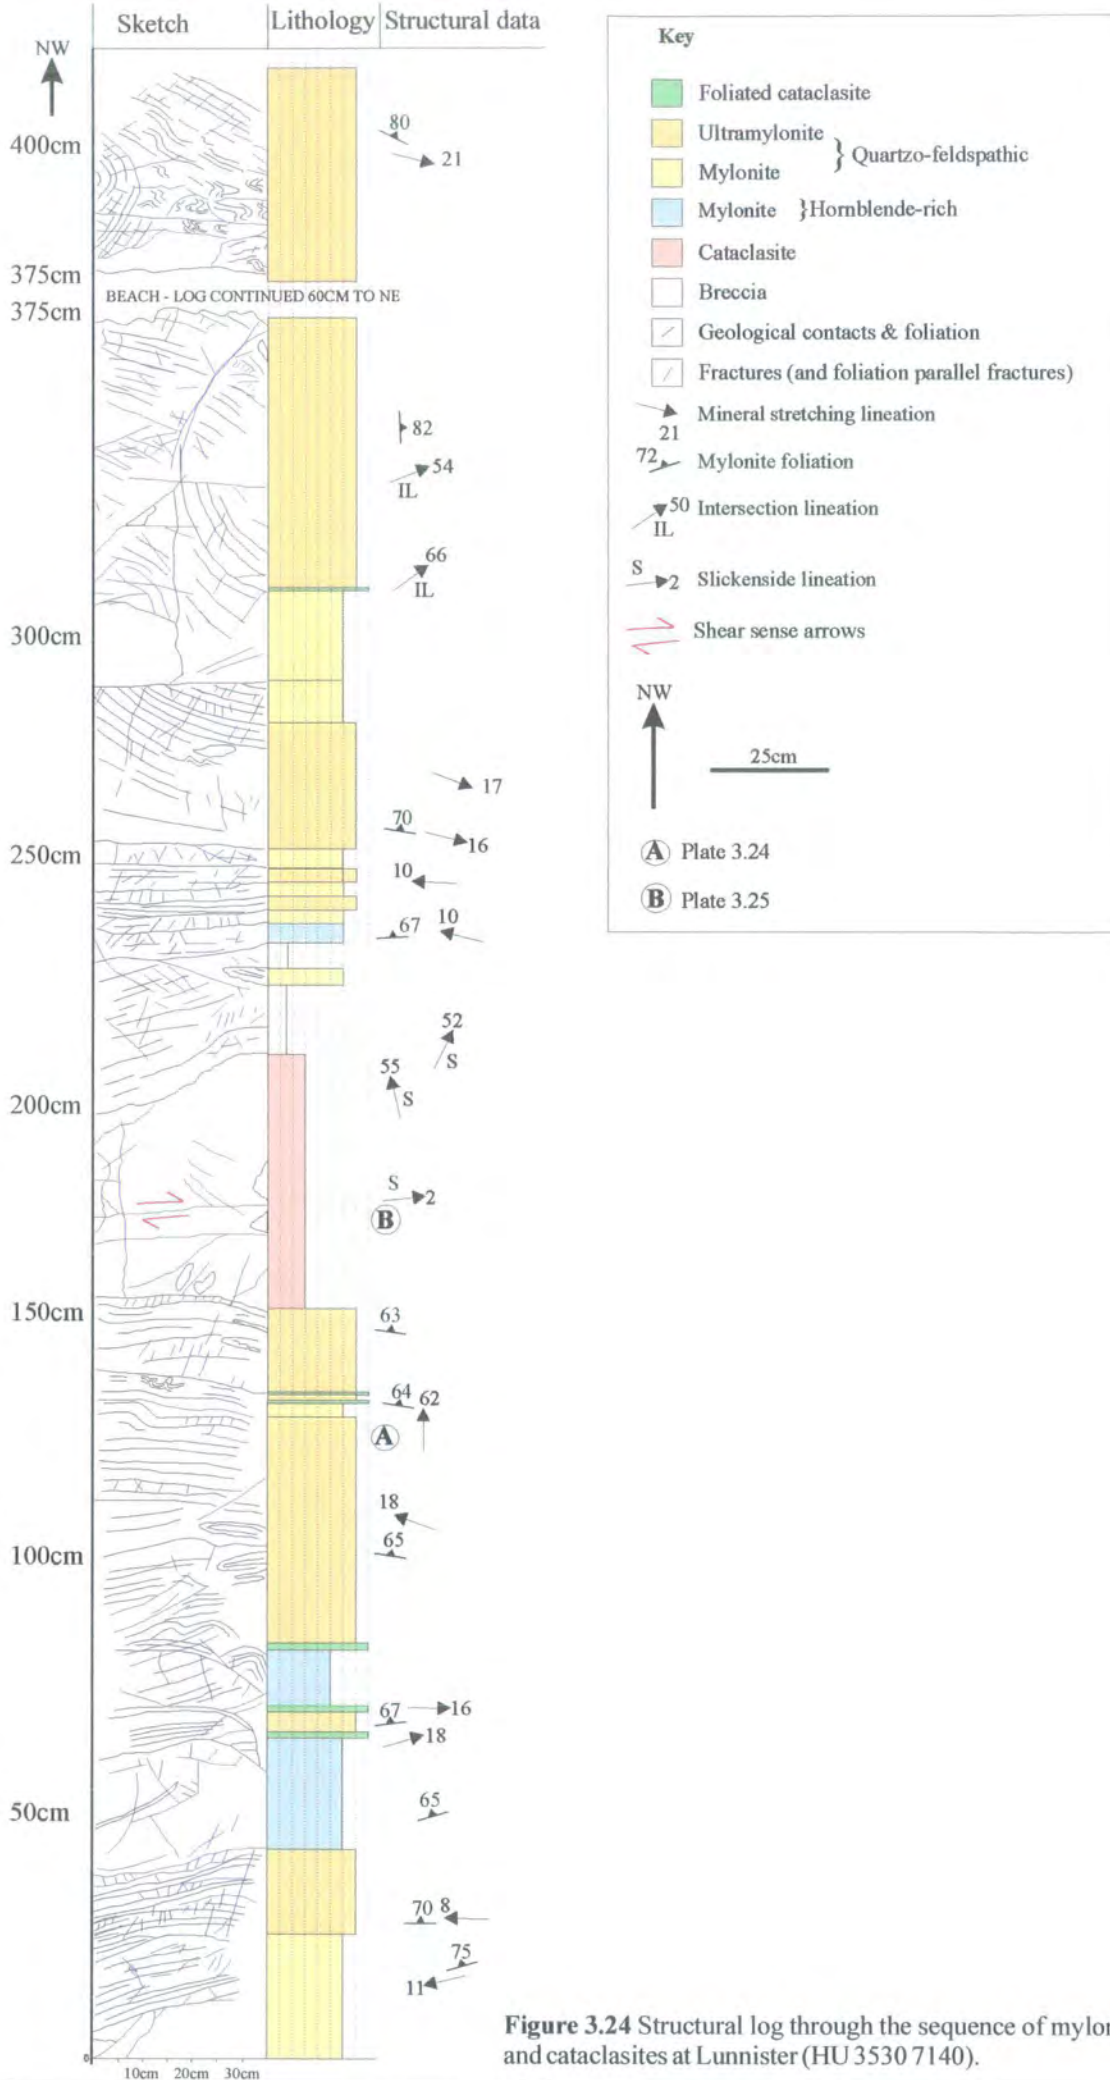 Sketch Lithology Structural data
NW
400cm
80
21
375cm
BEACH - LOG CONTINUED 60CM TO NE
375cm
82
54
IL
66
IL
300cm
17
70
16
250cm
10
10
67
52
S
55
S
200cm
S
2
B
150cm
63
64 62
A
18
65
100cm
67 16
18
65
50cm
70 8
75
11
0
10cm 20cm 30cm
Key
Foliated cataclasite
Ultramylonite
} Quartzo-feldspathic
Mylonite
Mylonite }Hornblende-rich
Cataclasite
Breccia
Geological contacts & foliation
Fractures (and foliation parallel fractures)
Mineral stretching lineation
21
72 Mylonite foliation
50 Intersection lineation
IL
S
2 Slickenside lineation
Shear sense arrows
NW
25cm
A Plate 3.24
B Plate 3.25
Figure 3.24 Structural log through the sequence of mylon
and cataclasites at Lunnister (HU 3530 7140).